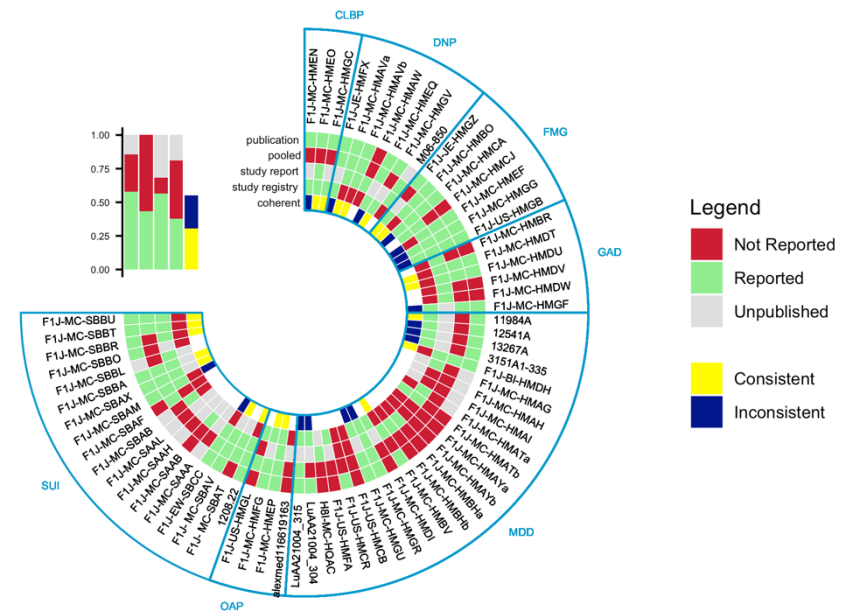 CLBP
DNP
FMG
GAD
MDD
OAP
SUI
F1J-MC-HMEN
F1J-MC-HMEO
F1J-MC-HMGC
F1J-JE-HMFX
F1J-MC-HMAVa
F1J-MC-HMAVb
F1J-MC-HMAW
F1J-MC-HMEQ
F1J-MC-HMGV
M06-850
F1J-JE-HMGZ
F1J-MC-HMBO
F1J-MC-HMCA
F1J-MC-HMCJ
F1J-MC-HMEF
F1J-MC-HMGG
F1J-US-HMGB
F1J-MC-HMBR
F1J-MC-HMDT
F1J-MC-HMDU
F1J-MC-HMDV
F1J-MC-HMDW
F1J-MC-HMGF
11984A
12541A
13267A
3151A1-335
F1J-BI-HMDH
F1J-MC-HMAG
F1J-MC-HMAH
F1J-MC-HMAI
F1J-MC-HMATa
F1J-MC-HMATb
F1J-MC-HMAYa
F1J-MC-HMAYb
F1J-MC-HMBHa
F1J-MC-HMBHb
F1J-MC-HMBV
F1J-MC-HMDI
F1J-MC-HMGR
F1J-MC-HMGU
F1J-US-HMCB
F1J-US-HMCR
F1J-US-HMFA
H8I-MC-HQAC
LuAA21004_304
LuAA21004_315
alexmed116619163
F1J-MC-HMEP
F1J-MC-HMFG
F1J-US-HMGL
1208.22
F1J- MC-SBAT
F1J- MC-SBAV
F1J-EW-SBCC
F1J-MC-SAAA
F1J-MC-SAAB
F1J-MC-SAAH
F1J-MC-SAAL
F1J-MC-SBAB
F1J-MC-SBAF
F1J-MC-SBAM
F1J-MC-SBAX
F1J-MC-SBBA
F1J-MC-SBBL
F1J-MC-SBBO
F1J-MC-SBBR
F1J-MC-SBBT
F1J-MC-SBBU
publication
pooled
study report
study registry
coherent
1.00
0.75
0.50
0.25
0.00
Legend
Not Reported
Reported
Unpublished
Consistent
Inconsistent